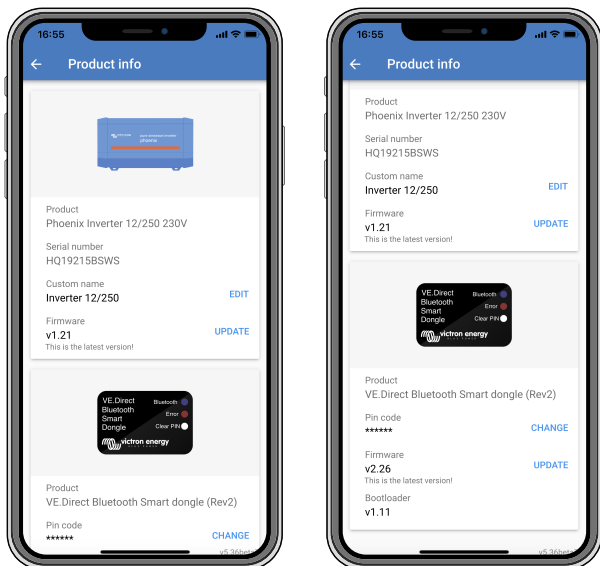 16:55
Product info
phoenix
Product
Phoenix Inverter 12/250 230V
Serial number
HQ19215BSWS
Custom name
Inverter 12/250
EDIT
Firmware
v1.21
UPDATE
This is the latest version!
VE.Direct
Bluetooth
Smart
Dongle
Bluetooth
Error
Clear PIN
victron energy
BLUE POWER
Product
VE.Direct Bluetooth Smart dongle (Rev2)
Pin code
******
CHANGE
v5.36beta
16:55
Product info
Product
Phoenix Inverter 12/250 230V
Serial number
HQ19215BSWS
Custom name
Inverter 12/250
EDIT
Firmware
v1.21
UPDATE
This is the latest version!
VE.Direct
Bluetooth
Smart
Dongle
Bluetooth
Error
Clear PIN
victron energy
BLUE POWER
Product
VE.Direct Bluetooth Smart dongle (Rev2)
Pin code
******
CHANGE
Firmware
v2.26
UPDATE
This is the latest version!
Bootloader
v1.11
v5.36beta